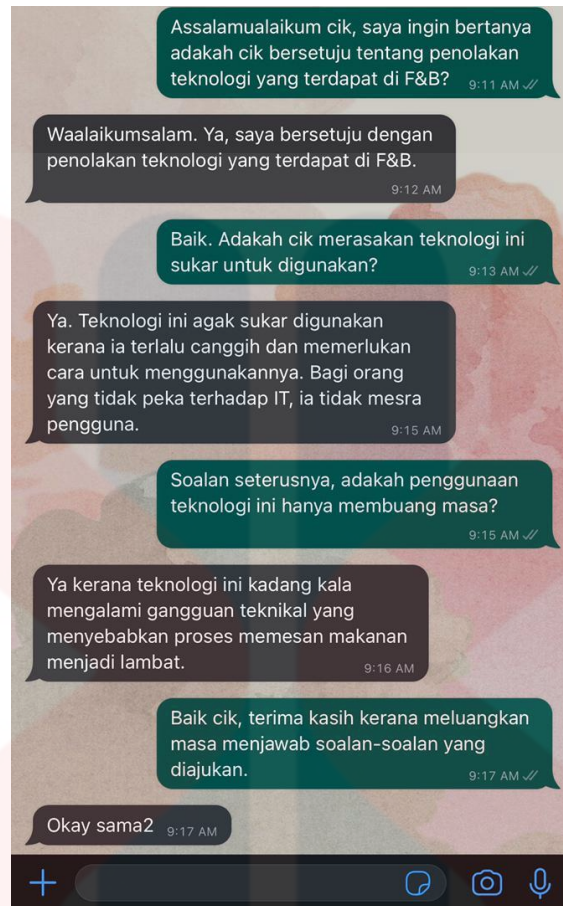 Assalamualaikum cik, saya ingin bertanya
adakah cik bersetuju tentang penolakan
teknologi yang terdapat di F&B? 9:11 AM
Waalaikumsalam. Ya, saya bersetuju dengan
penolakan teknologi yang terdapat di F&B.
9:12 AM
Baik. Adakah cik merasakan teknologi ini
sukar untuk digunakan? 9:13 AM
Ya. Teknologi ini agak sukar digunakan
kerana ia terlalu canggih dan memerlukan
cara untuk menggunakannya. Bagi orang
yang tidak peka terhadap IT, ia tidak mesra
pengguna. 9:15 AM
Soalan seterusnya, adakah penggunaan
teknologi ini hanya membuang masa?
9:15 AM
Ya kerana teknologi ini kadang kala
mengalami gangguan teknikal yang
menyebabkan proses memesan makanan
menjadi lambat. 9:16 AM
Baik cik, terima kasih kerana meluangkan
masa menjawab soalan-soalan yang
diajukan. 9:17 AM
Okay sama2 9:17 AM